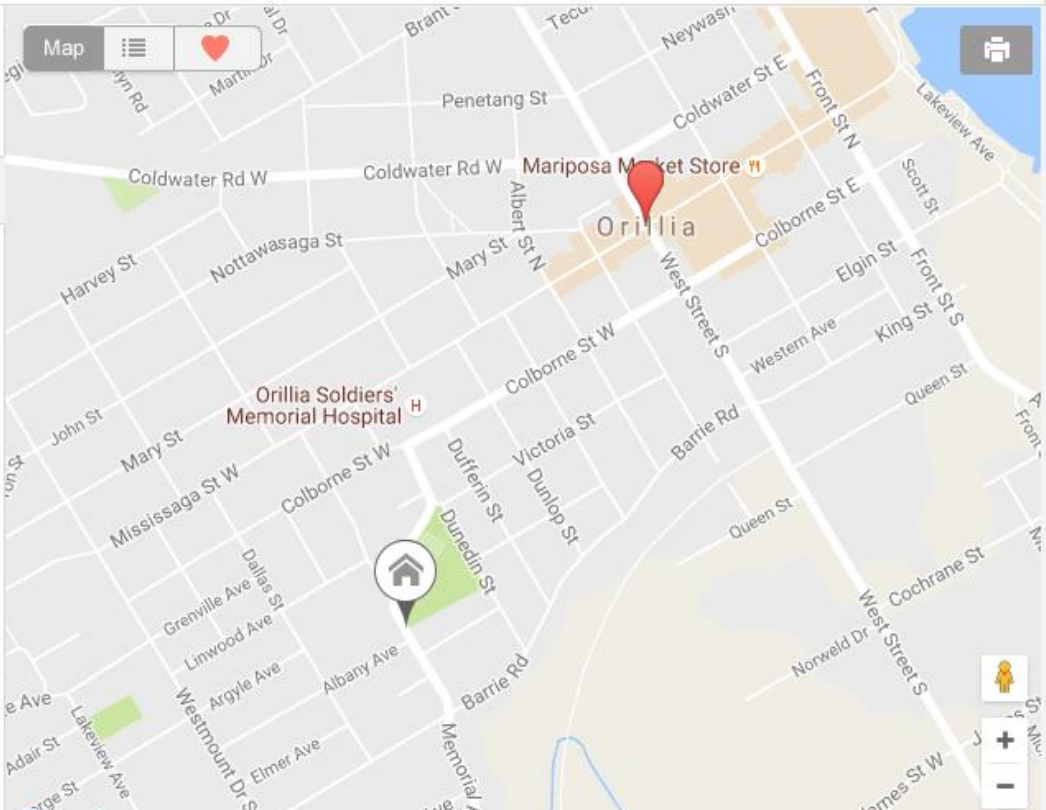 Map
Brant
Neywash
Martin Dr
Penetang St
Coldwater St E
Front St N
Lakeview Ave
Coldwater Rd W
Coldwater Rd W
Mariposa Market Store
Albert St N
Scott St
Orillia
Colborne St E
Nottawasaga St
Mary St
Harvey St
West Street S
Elgin St
Front St S
King St
Western Ave
Colborne St W
Queen St
Orillia Soldiers'
Memorial Hospital
H
John St
Mary St
Victoria St
Barrie Rd
Mississaga St W
Colborne St W
Dufferin St
Dunlop St
Queen St
Dunedin St
Dallas St
Grenville Ave
Cochrane St
Linwood Ave
West Street S
Norweld Dr
Albany Ave
Argyle Ave
Barrie Rd
Westmount Dr S
Lakeview Ave
Adair St
Elmer Ave
Memorial
+
−